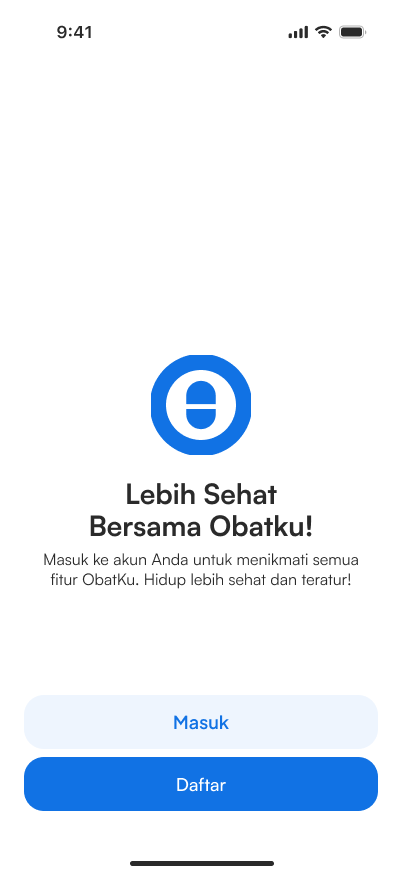 9:41
Lebih Sehat
Bersama Obatku!
Masuk ke akun Anda untuk menikmati semua
fitur ObatKu. Hidup lebih sehat dan teratur!
Masuk
Daftar